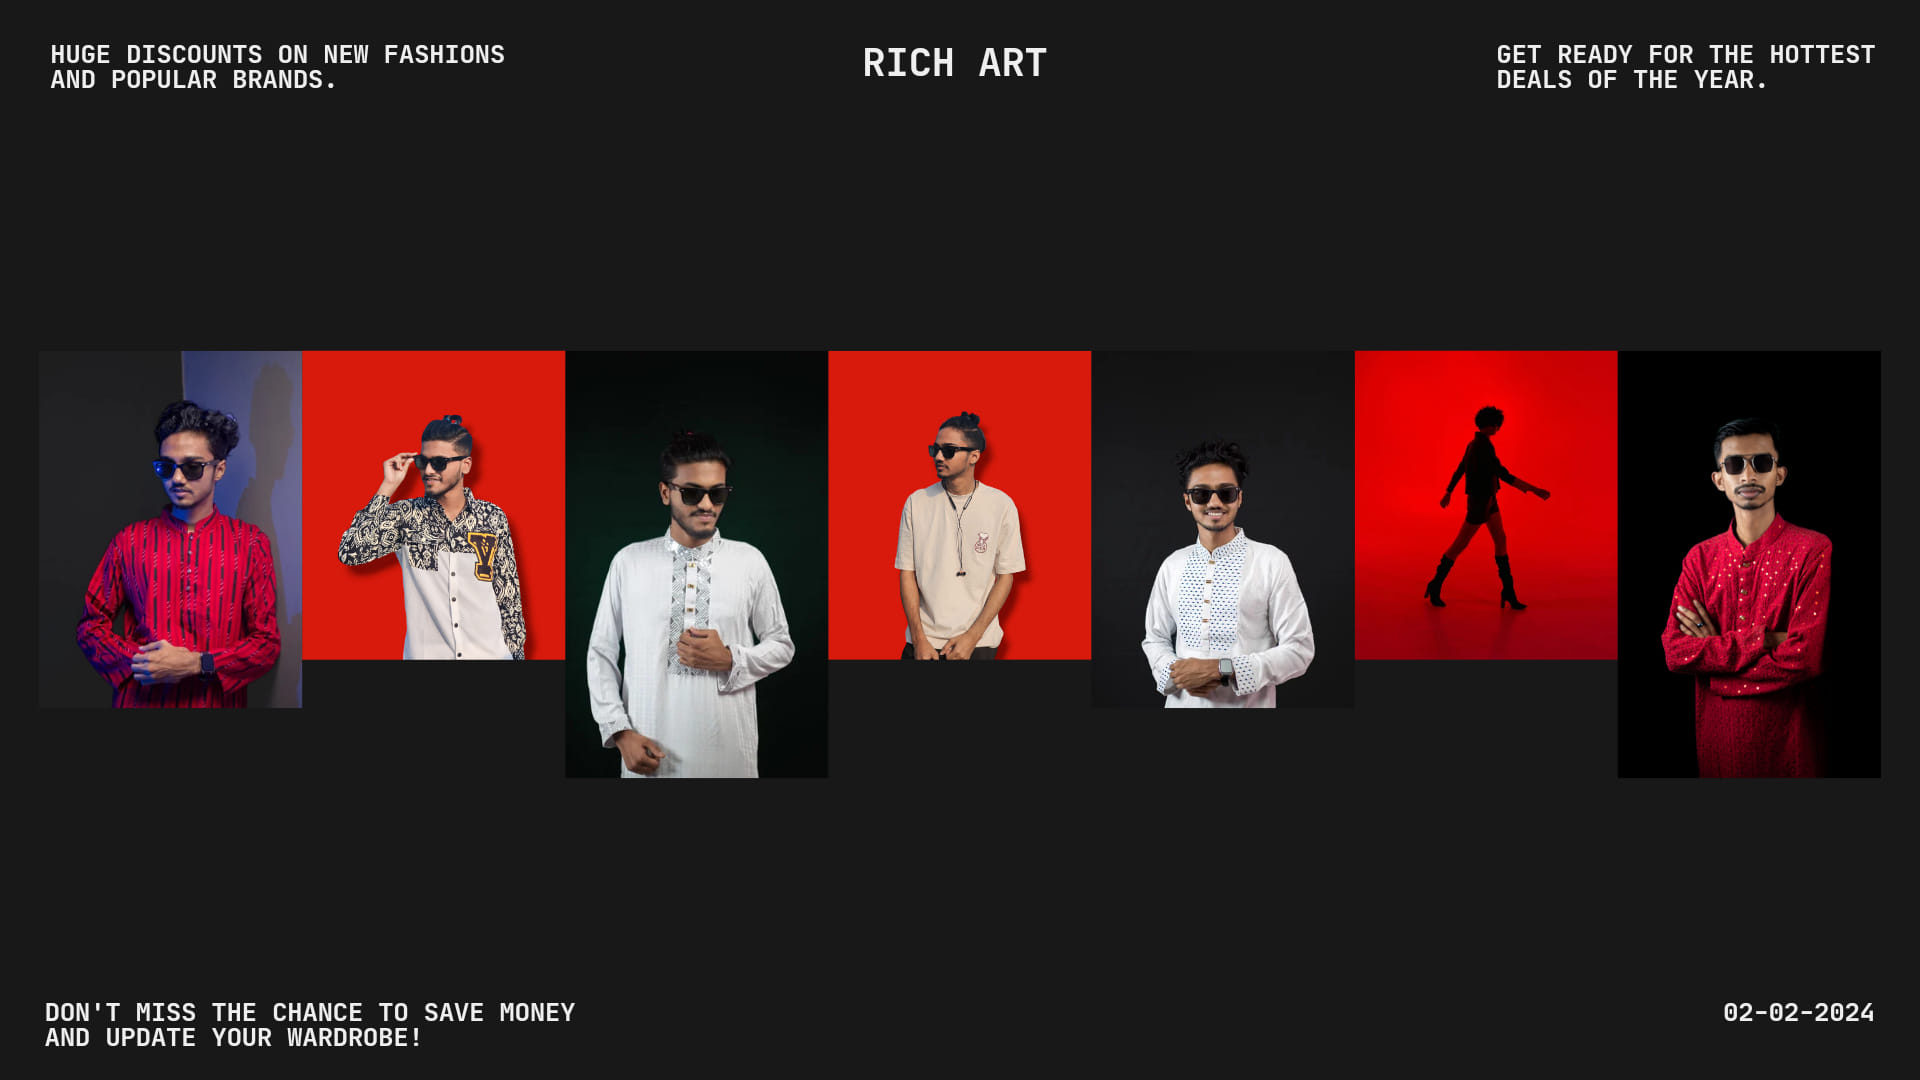 HUGE DISCOUNTS ON NEW FASHIONS
AND POPULAR BRANDS.
RICH ART
GET READY FOR THE HOTTEST
DEALS OF THE YEAR.
DON'T MISS THE CHANCE TO SAVE MONEY
AND UPDATE YOUR WARDROBE!
02-02-2024